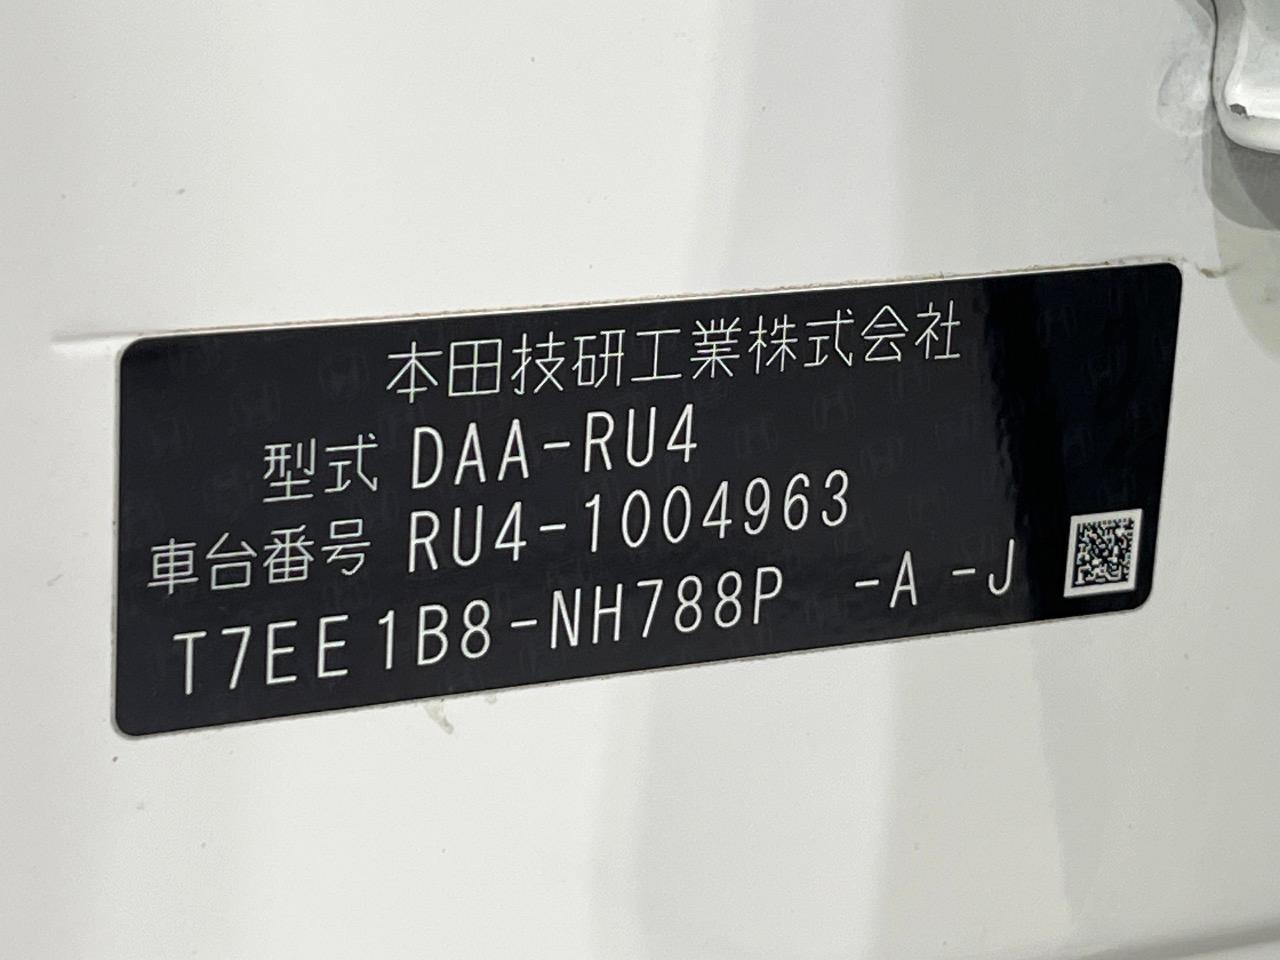 本田技研工業株式会社
型式 DAA-RU4
車台番号 RU4-1004963
T7EE1B8-NH788P -A -J